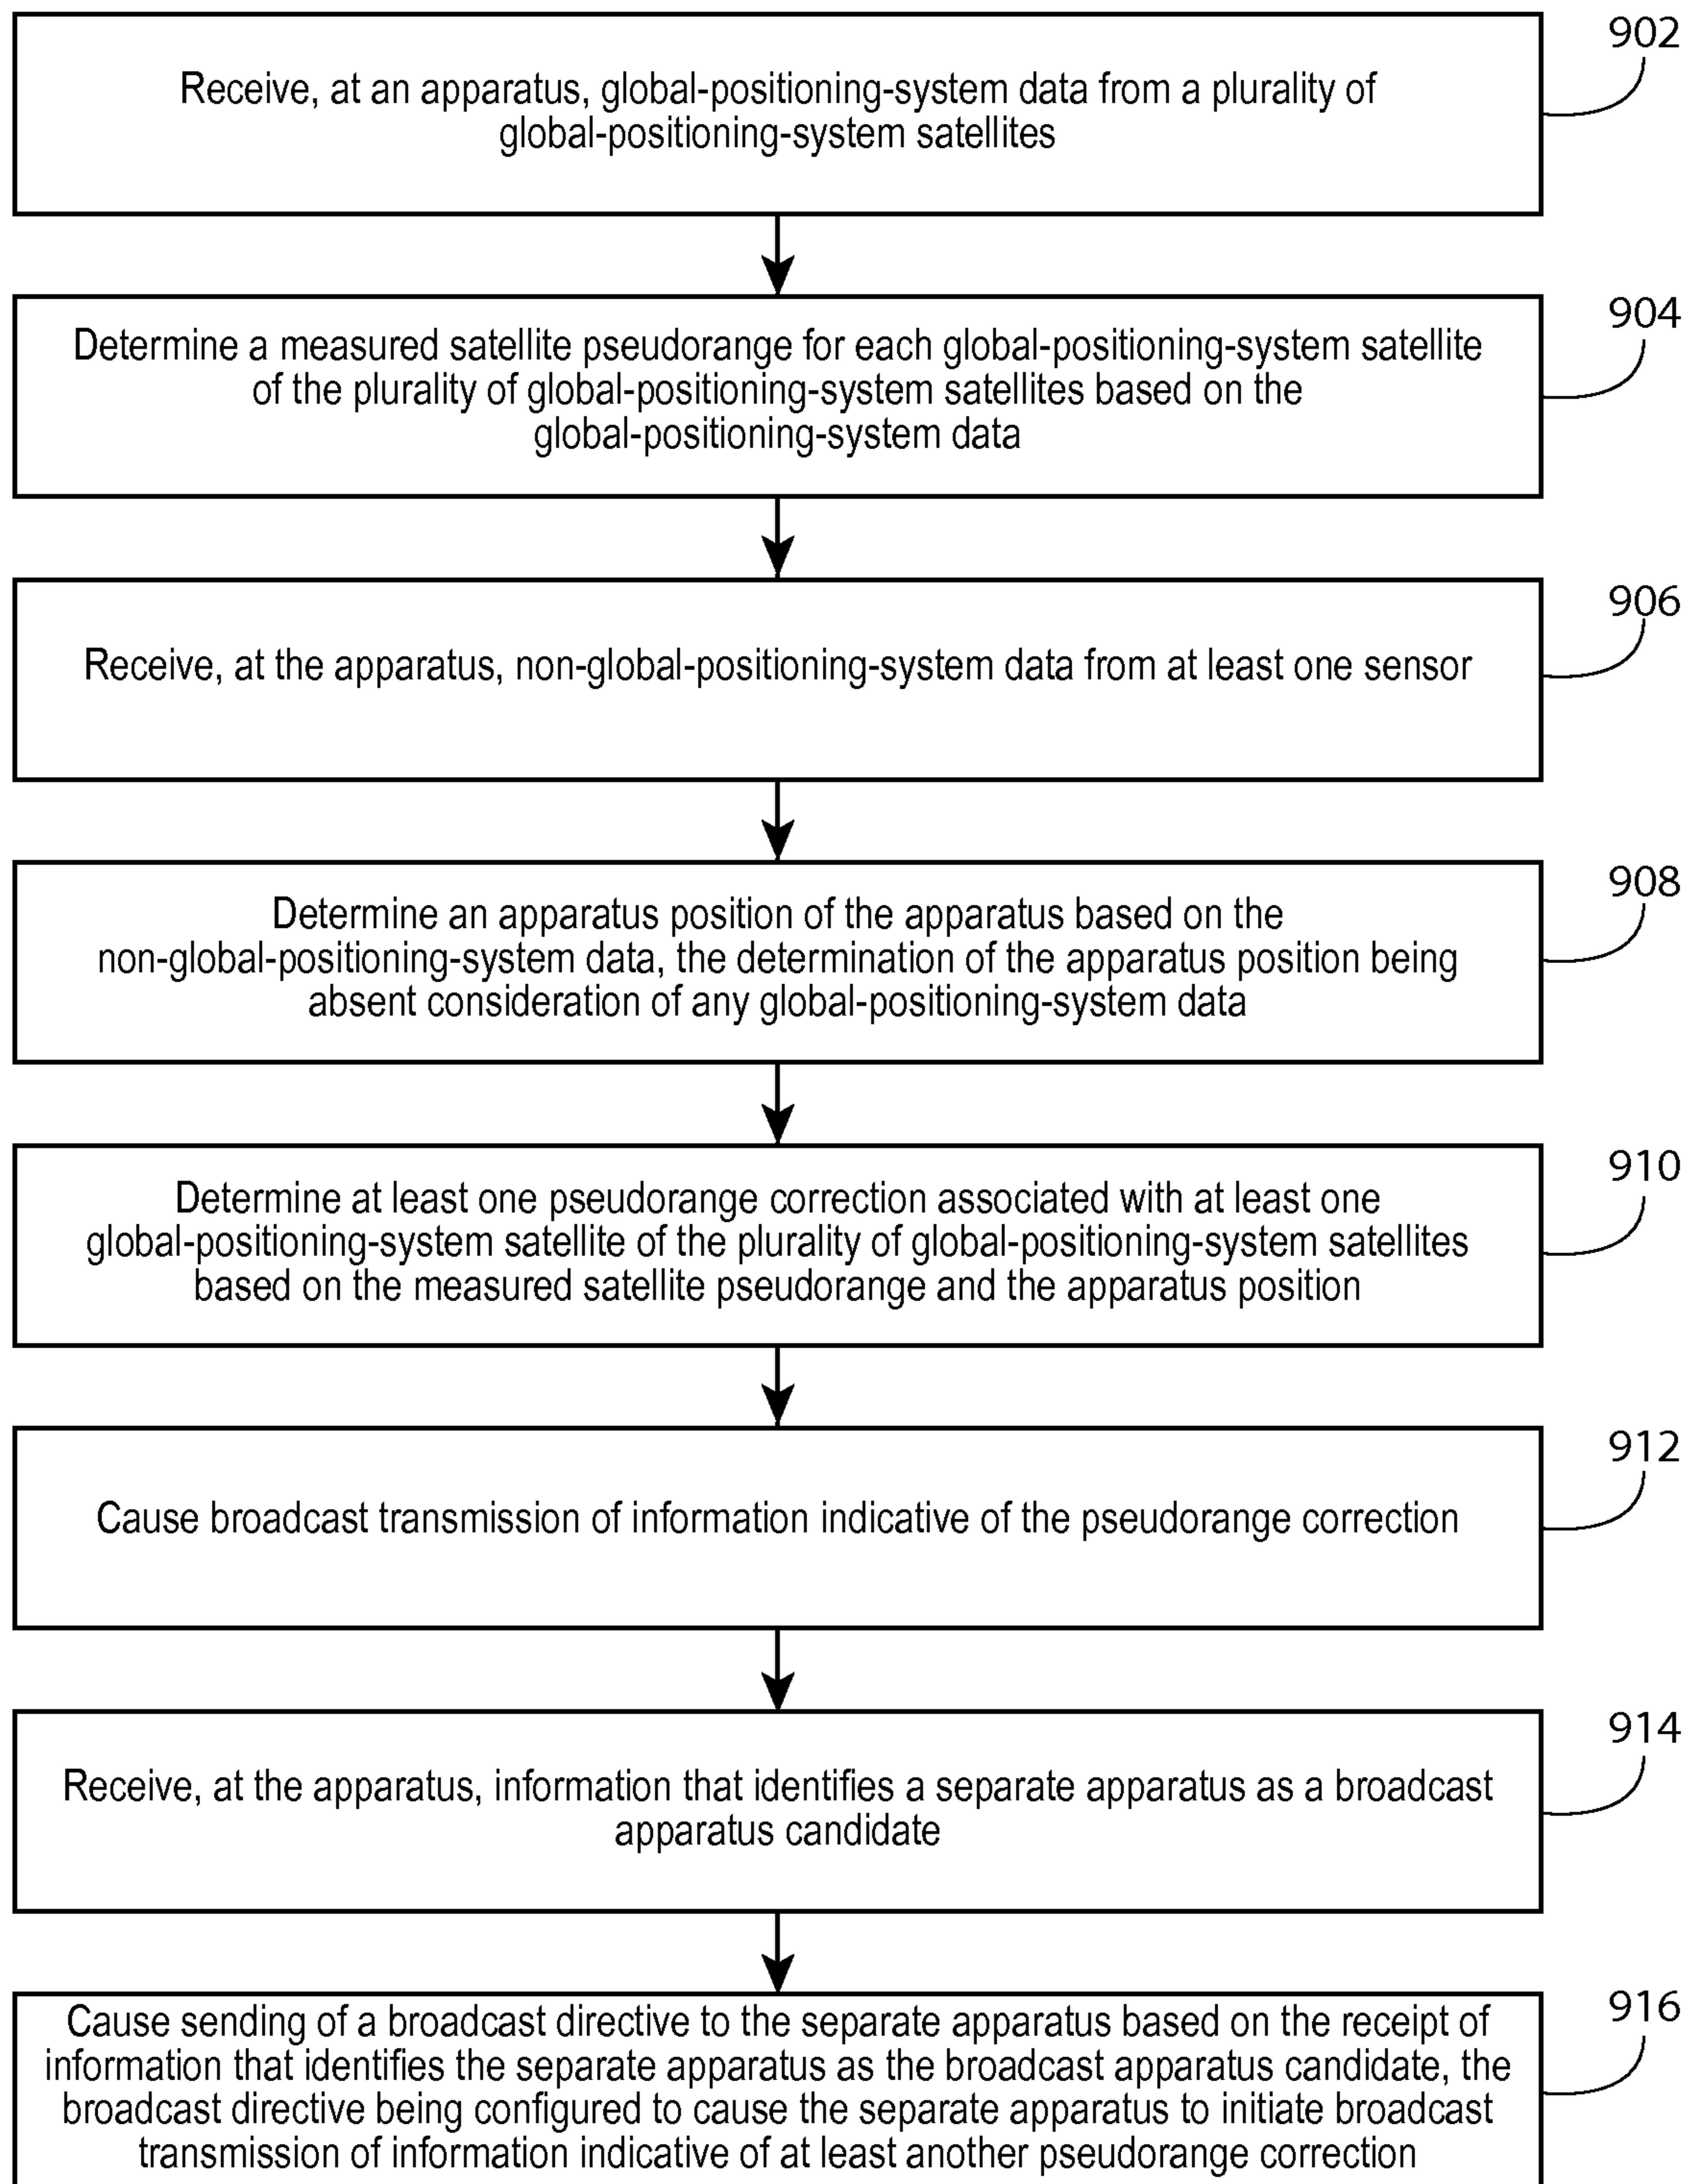 902
Receive, at an apparatus, global-positioning-system data from a plurality of
global-positioning-system satellites
904
Determine a measured satellite pseudorange for each global-positioning-system satellite
of the plurality of global-positioning-system satellites based on the
global-positioning-system data
906
Receive, at the apparatus, non-global-positioning-system data from at least one sensor
908
Determine an apparatus position of the apparatus based on the
non-global-positioning-system data, the determination of the apparatus position being
absent consideration of any global-positioning-system data
910
Determine at least one pseudorange correction associated with at least one
global-positioning-system satellite of the plurality of global-positioning-system satellites
based on the measured satellite pseudorange and the apparatus position
912
Cause broadcast transmission of information indicative of the pseudorange correction
914
Receive, at the apparatus, information that identifies a separate apparatus as a broadcast
apparatus candidate
916
Cause sending of a broadcast directive to the separate apparatus based on the receipt of
information that identifies the separate apparatus as the broadcast apparatus candidate, the
broadcast directive being configured to cause the separate apparatus to initiate broadcast
transmission of information indicative of at least another pseudorange correction